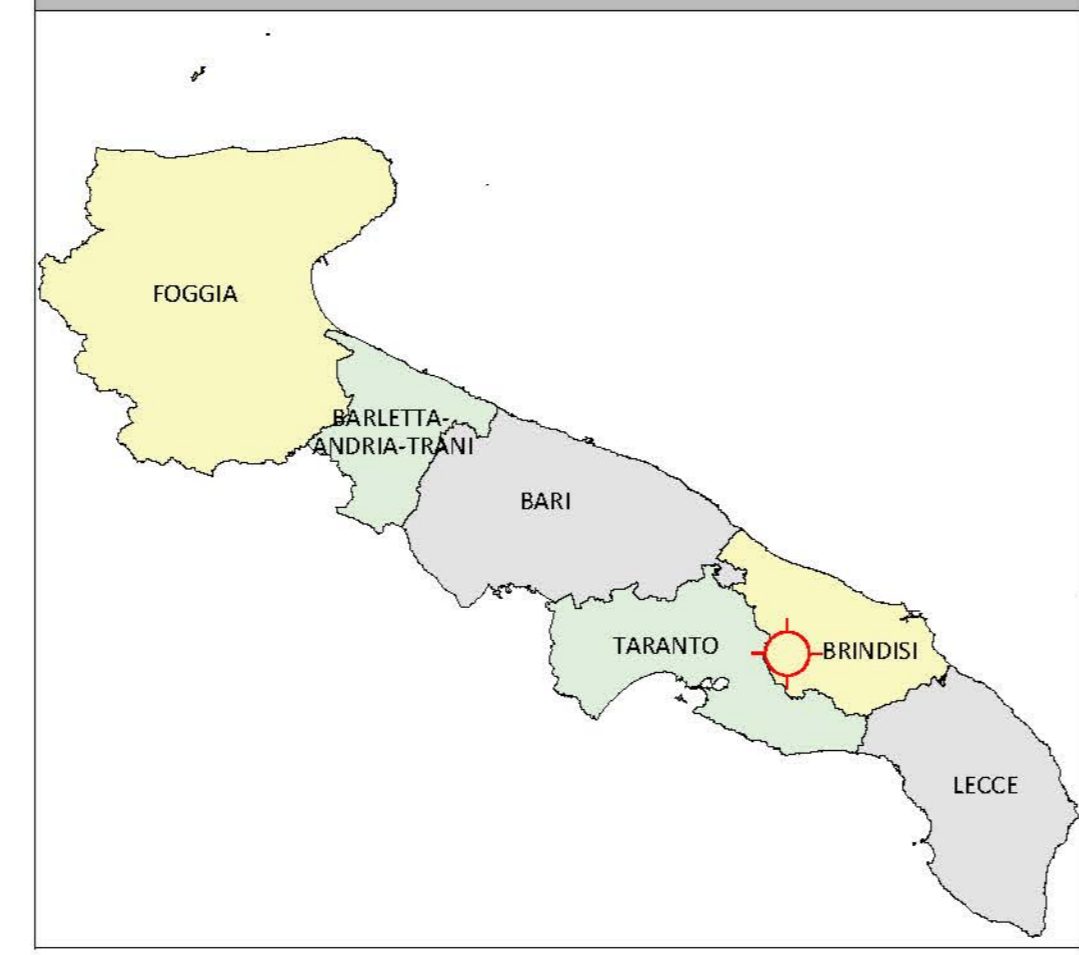 FOGGIA
BARLETTA-
ANDRIA-TRANI
BARI
TARANTO
BRINDISI
LECCE